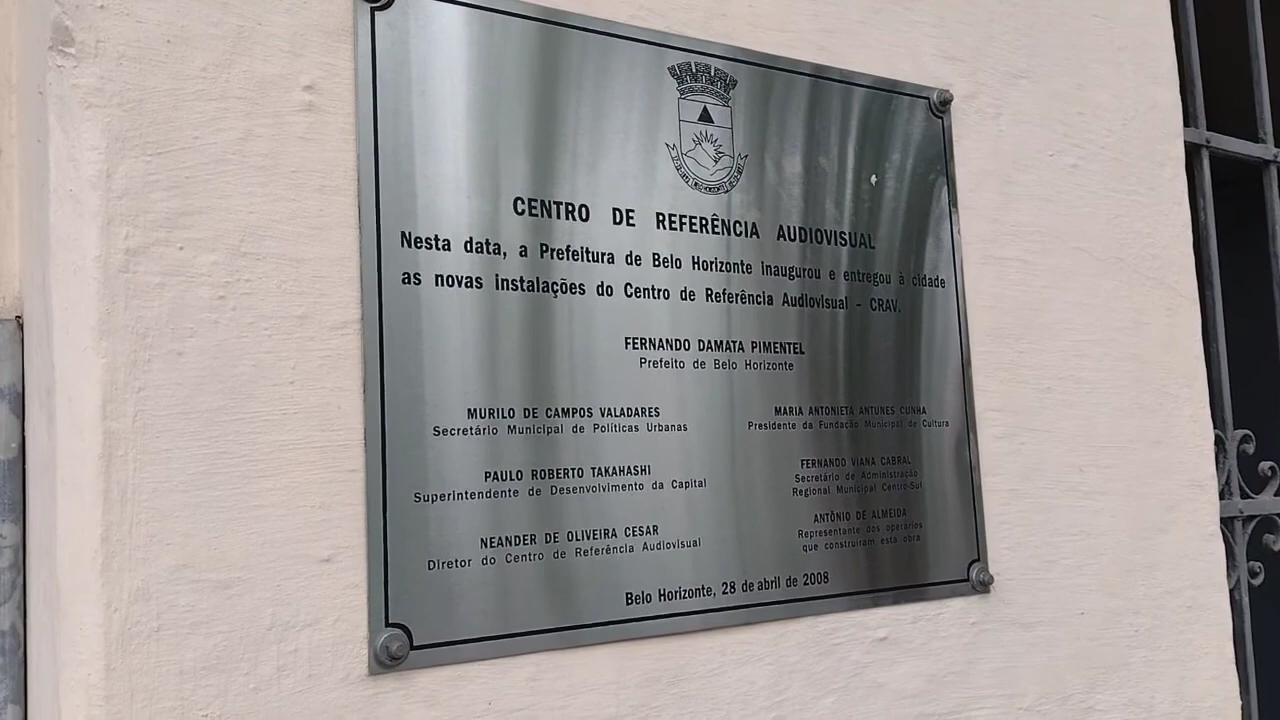 CENTRO DE REFERÊNCIA AUDIOVISUAL
Nesta data, a Prefeitura de Belo Horizonte inaugurou e entregou à cidade
as novas instalações do Centro de Referência Audiovisual - CRAV.
FERNANDO DAMATA PIMENTEL
Prefeito de Belo Horizonte
MURILO DE CAMPOS VALADARES
Secretário Municipal de Políticas Urbanas
MARIA ANTONIETA ANTUNES CUNHA
Presidente da Fundação Municipal de Cultura
PAULO ROBERTO TAKAHASHI
Superintendente de Desenvolvimento da Capital
FERNANDO VIANA CABRAL
Secretário de Administração
Regional Municipal Centro-Sul
NEANDER DE OLIVEIRA CESAR
Diretor do Centro de Referência Audiovisual
ANTÔNIO DE ALMEIDA
Representante dos operários
que construíram esta obra
Belo Horizonte, 28 de abril de 2008